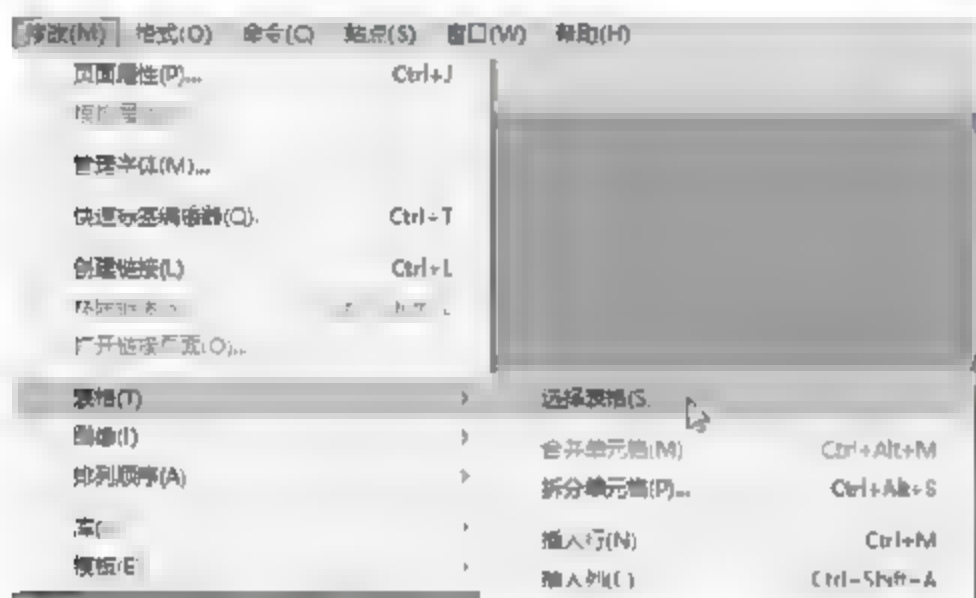 修改(M) 格式(O) 命令(C) 站点(S) 窗口(W) 帮助(H)
页面属性(P)... Ctrl+J
管理字体(M)...
快速标签编辑器(Q). Ctrl+T
创建链接(L) Ctrl+L
打开链接页面(O)...
表格(T)
图像(I)
排列顺序(A)
库(
模板(E
选择表格(S.
合并单元格(M) Ctrl+Alt+M
拆分单元格(P)... Ctrl+Alt+S
插入行(N) Ctrl+M
插入列(C) Ctrl+Shift+A